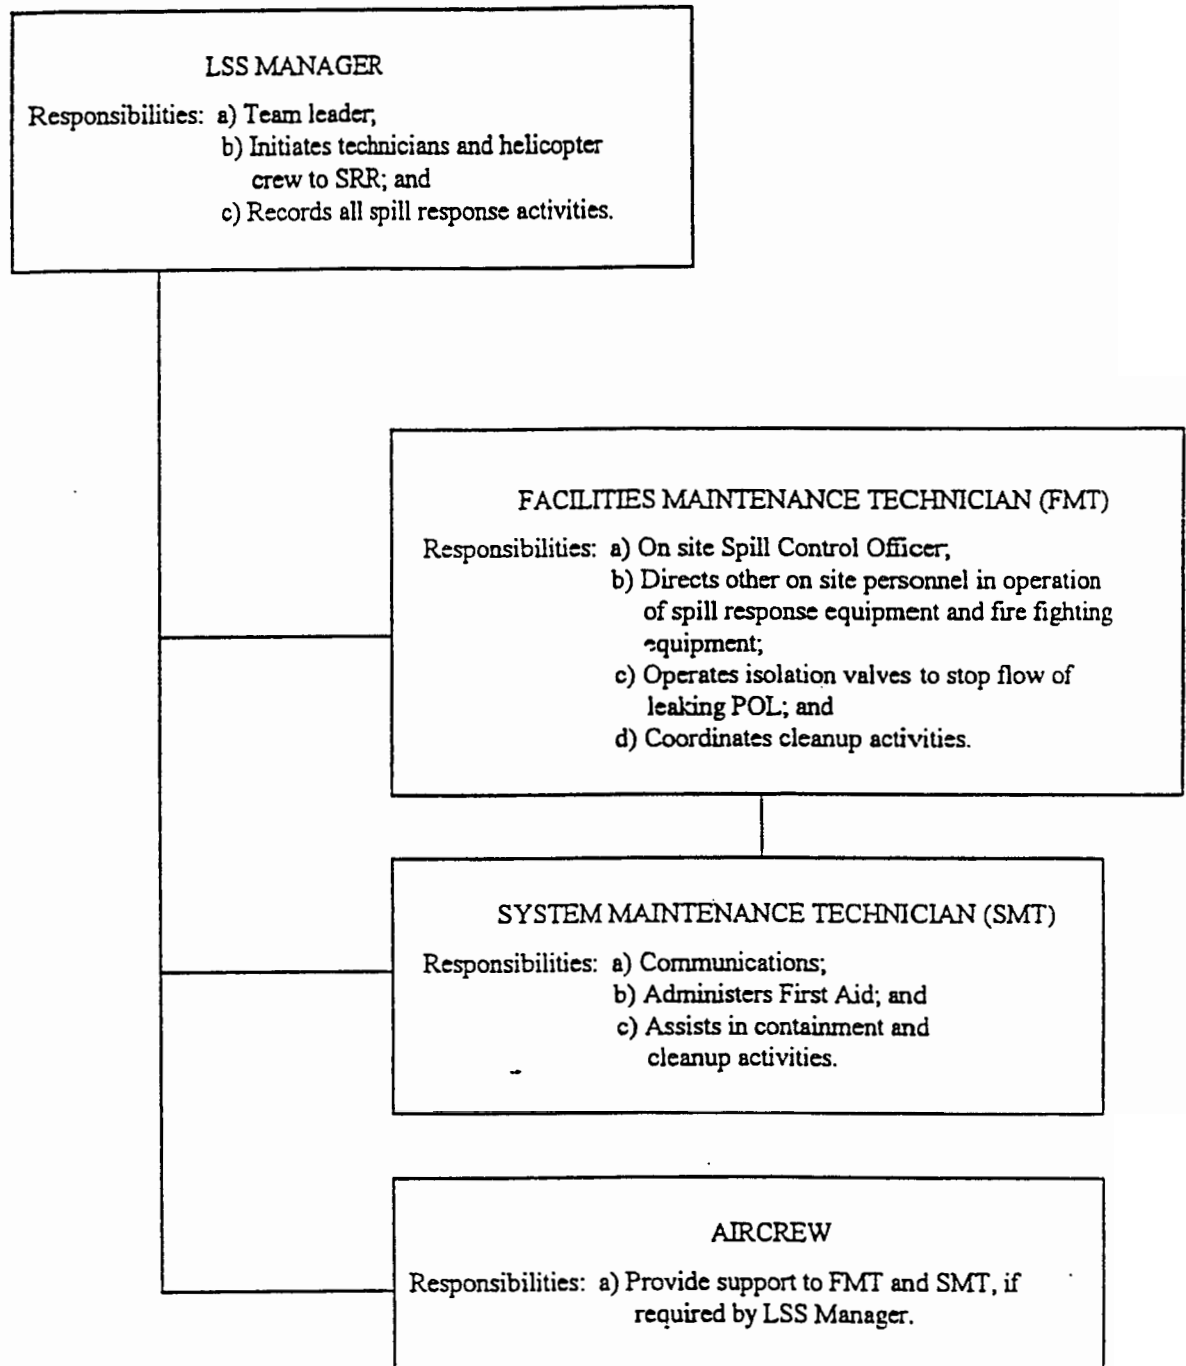 LSS MANAGER
Responsibilities: a) Team leader;
b) Initiates technicians and helicopter
crew to SRR; and
c) Records all spill response activities.
FACILITIES MAINTENANCE TECHNICIAN (FMT)
Responsibilities: a) On site Spill Control Officer;
b) Directs other on site personnel in operation
of spill response equipment and fire fighting
equipment;
c) Operates isolation valves to stop flow of
leaking POL; and
d) Coordinates cleanup activities.
SYSTEM MAINTENANCE TECHNICIAN (SMT)
Responsibilities: a) Communications;
b) Administers First Aid; and
c) Assists in containment and
cleanup activities.
AIRCREW
Responsibilities: a) Provide support to FMT and SMT, if
required by LSS Manager.